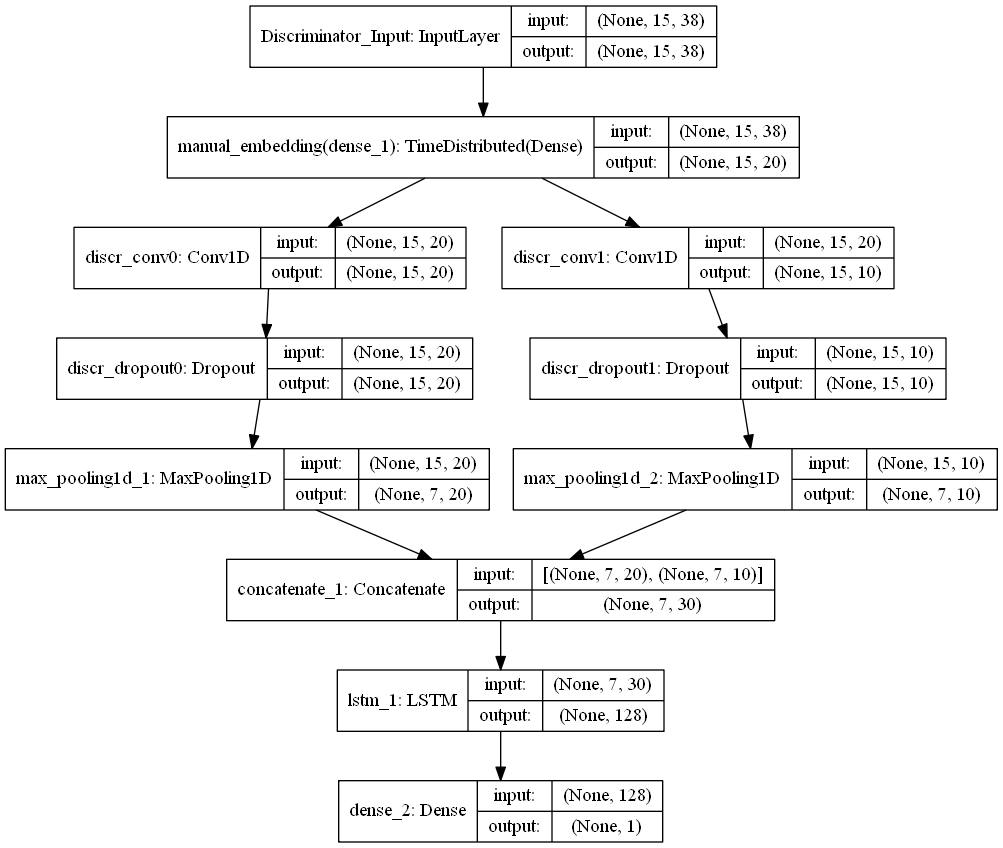 Discriminator_Input: InputLayer
input: (None, 15, 38)
output: (None, 15, 38)
manual_embedding(dense_1): TimeDistributed(Dense)
input: (None, 15, 38)
output: (None, 15, 20)
discr_conv0: Conv1D
input: (None, 15, 20)
output: (None, 15, 20)
discr_conv1: Conv1D
input: (None, 15, 20)
output: (None, 15, 10)
discr_dropout0: Dropout
input: (None, 15, 20)
output: (None, 15, 20)
discr_dropout1: Dropout
input: (None, 15, 10)
output: (None, 15, 10)
max_pooling1d_1: MaxPooling1D
input: (None, 15, 20)
output: (None, 7, 20)
max_pooling1d_2: MaxPooling1D
input: (None, 15, 10)
output: (None, 7, 10)
concatenate_1: Concatenate
input: [(None, 7, 20), (None, 7, 10)]
output: (None, 7, 30)
lstm_1: LSTM
input: (None, 7, 30)
output: (None, 128)
dense_2: Dense
input: (None, 128)
output: (None, 1)